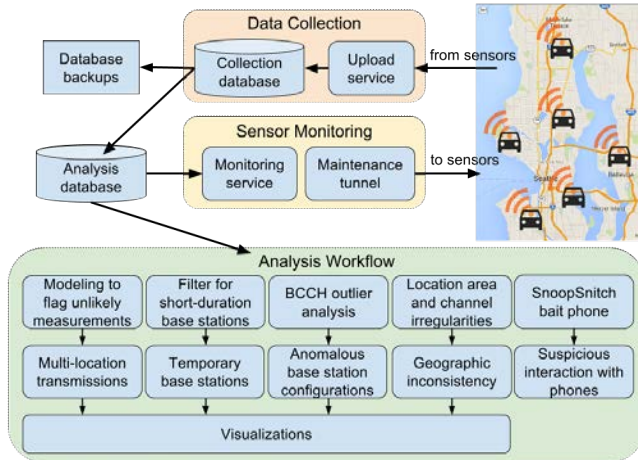 Data Collection
Database
backups
Collection
database
Upload
service
from sensors
Sensor Monitoring
Analysis
database
Monitoring
service
Maintenance
tunnel
to sensors
Seattle
Bellevue
Analysis Workflow
Modeling to
flag unlikely
measurements
Filter for
short-duration
base stations
BCCH outlier
analysis
Location area
and channel
irregularities
SnoopSnitch
bait phone
Multi-location
transmissions
Temporary
base stations
Anomalous
base station
configurations
Geographic
inconsistency
Suspicious
interaction with
phones
Visualizations